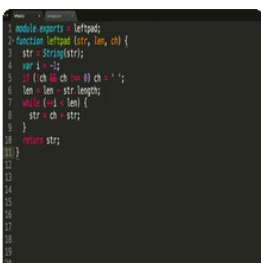 1 module.exports = leftpad;
2 function leftpad (str, len, ch) {
3 str = String(str);
4 var i = -1;
5 if (!ch && ch !== 0) ch = ' ';
6 len = len - str.length;
7 while (++i < len) {
8 str = ch + str;
9 }
10 return str;
11 }
12
13
14
15
16
17
18
19